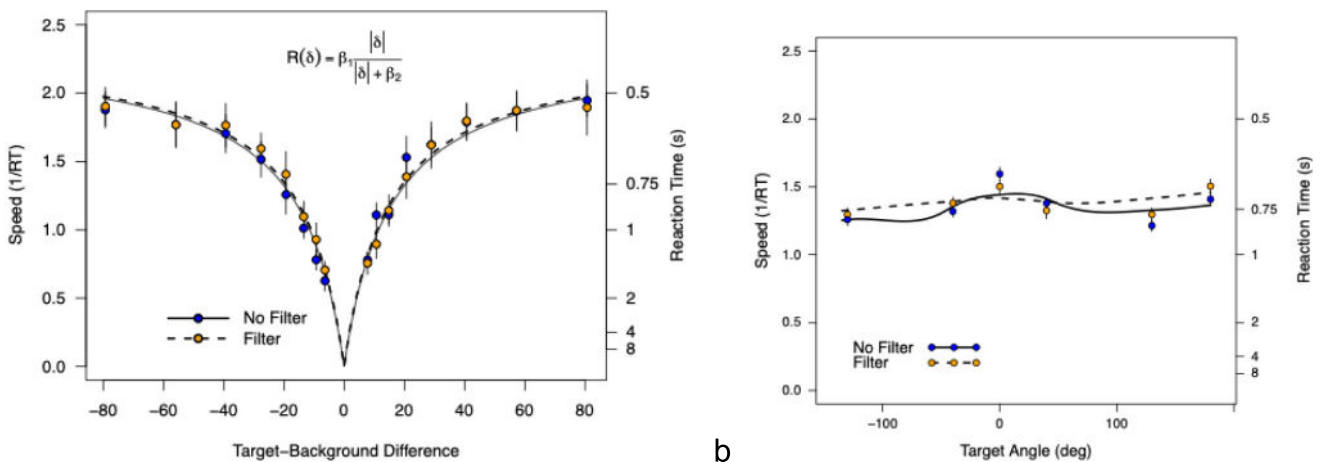 2.5
2.0
1.5
1.0
0.5
0.0
Speed (1/RT)
R(δ) = β1 |δ| / |δ| + β2
No Filter
Filter
0.5
0.75
1
2
4
8
Reaction Time (s)
−80 −60 −40 −20 0 20 40 60 80
Target−Background Difference
b
2.5
2.0
1.5
1.0
0.5
0.0
Speed (1/RT)
No Filter
Filter
0.5
0.75
1
2
4
8
Reaction Time (s)
−100 0 100
Target Angle (deg)